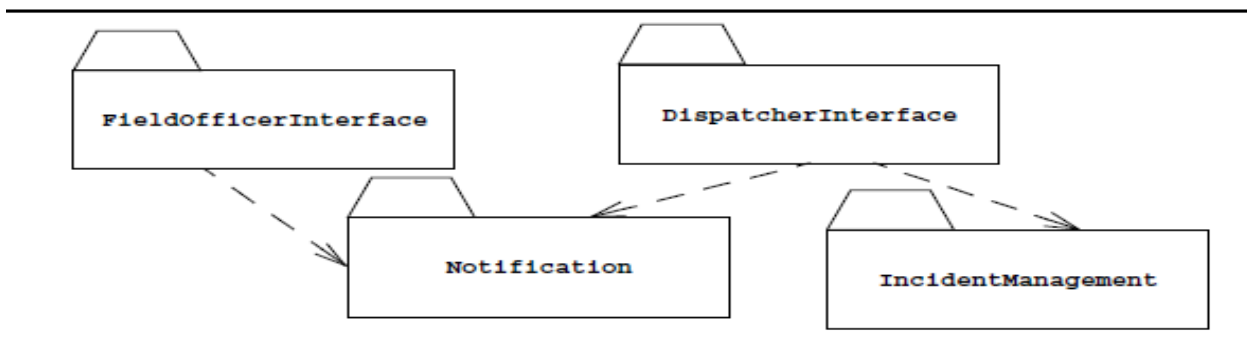 FieldOfficerInterface
DispatcherInterface
Notification
IncidentManagement